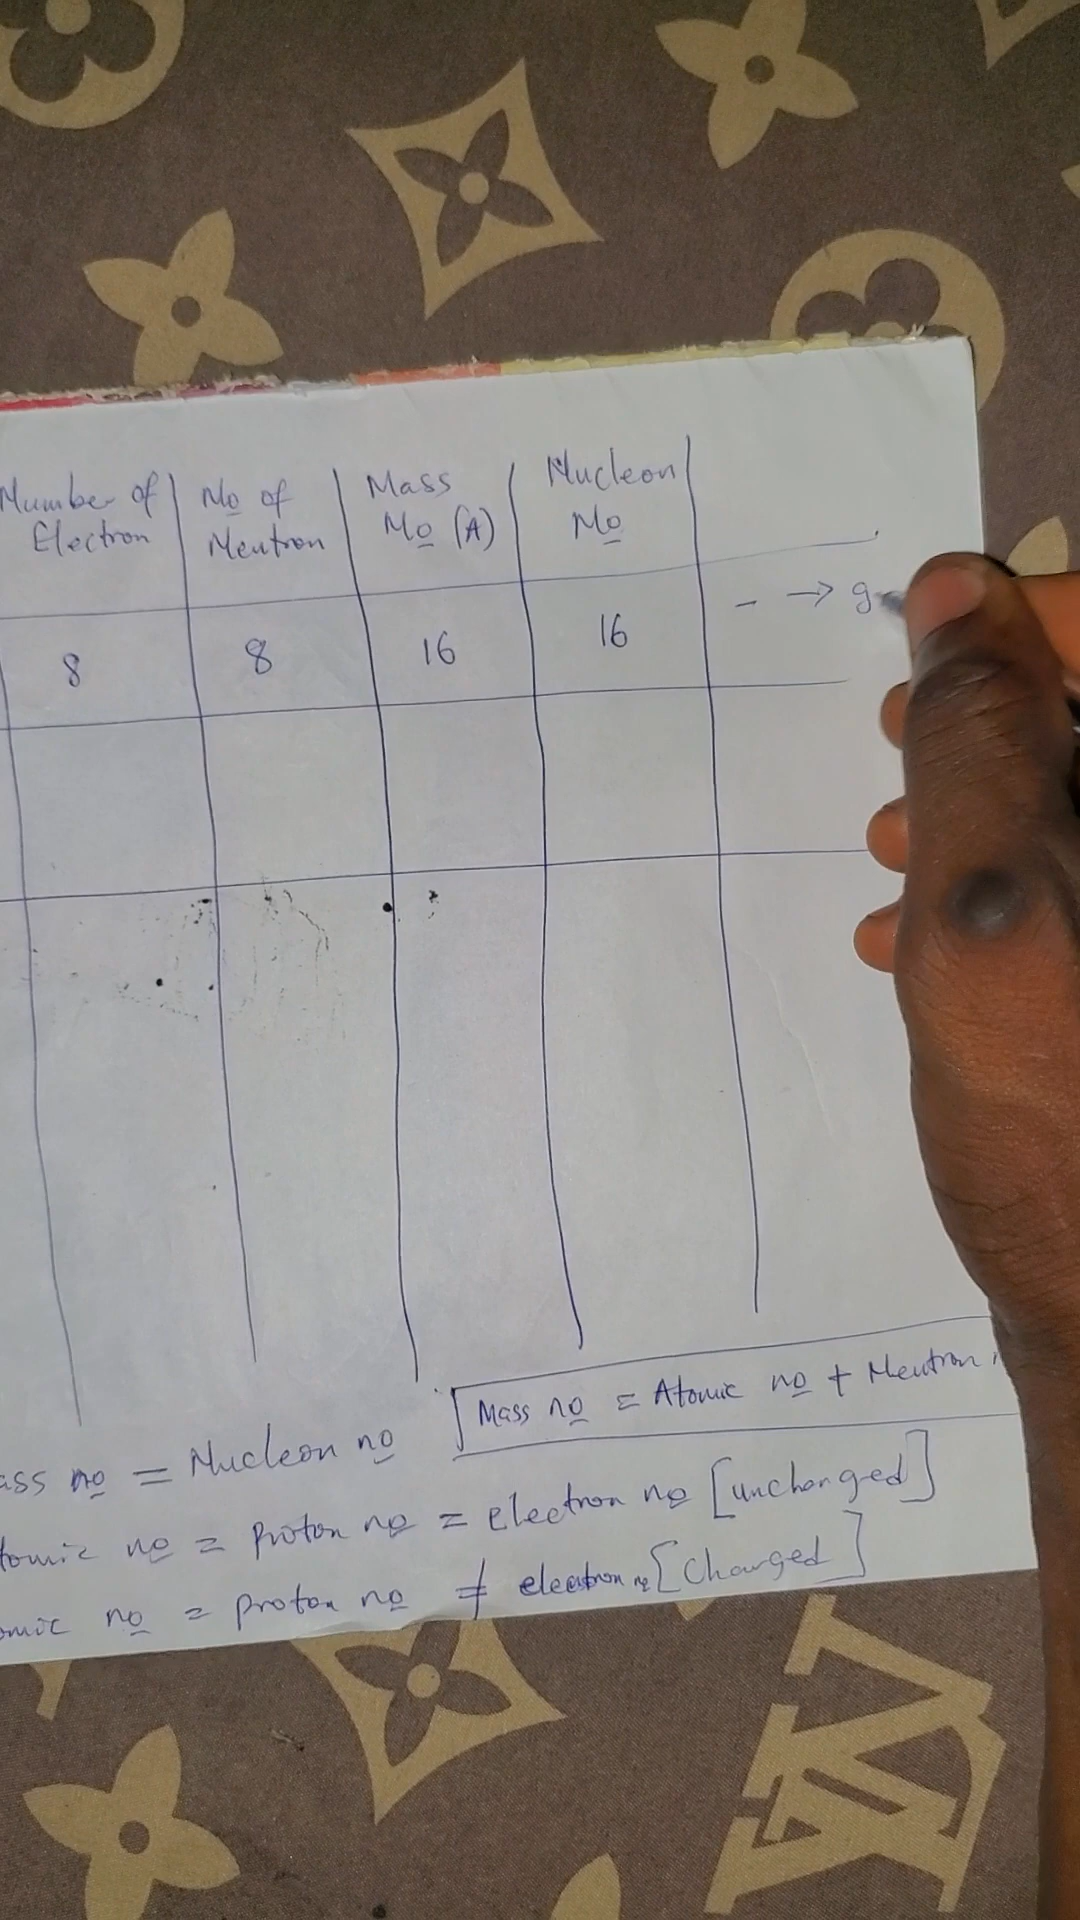 Number of Electron
No of Neutron
Mass No (A)
Nucleon No
8
8
16
16
- → g
Mass no = Atomic no + Neutron
ass no = Nucleon no
tomic no = proton no = electron no [unchanged]
omic no = proton no ≠ electron no [Charged]